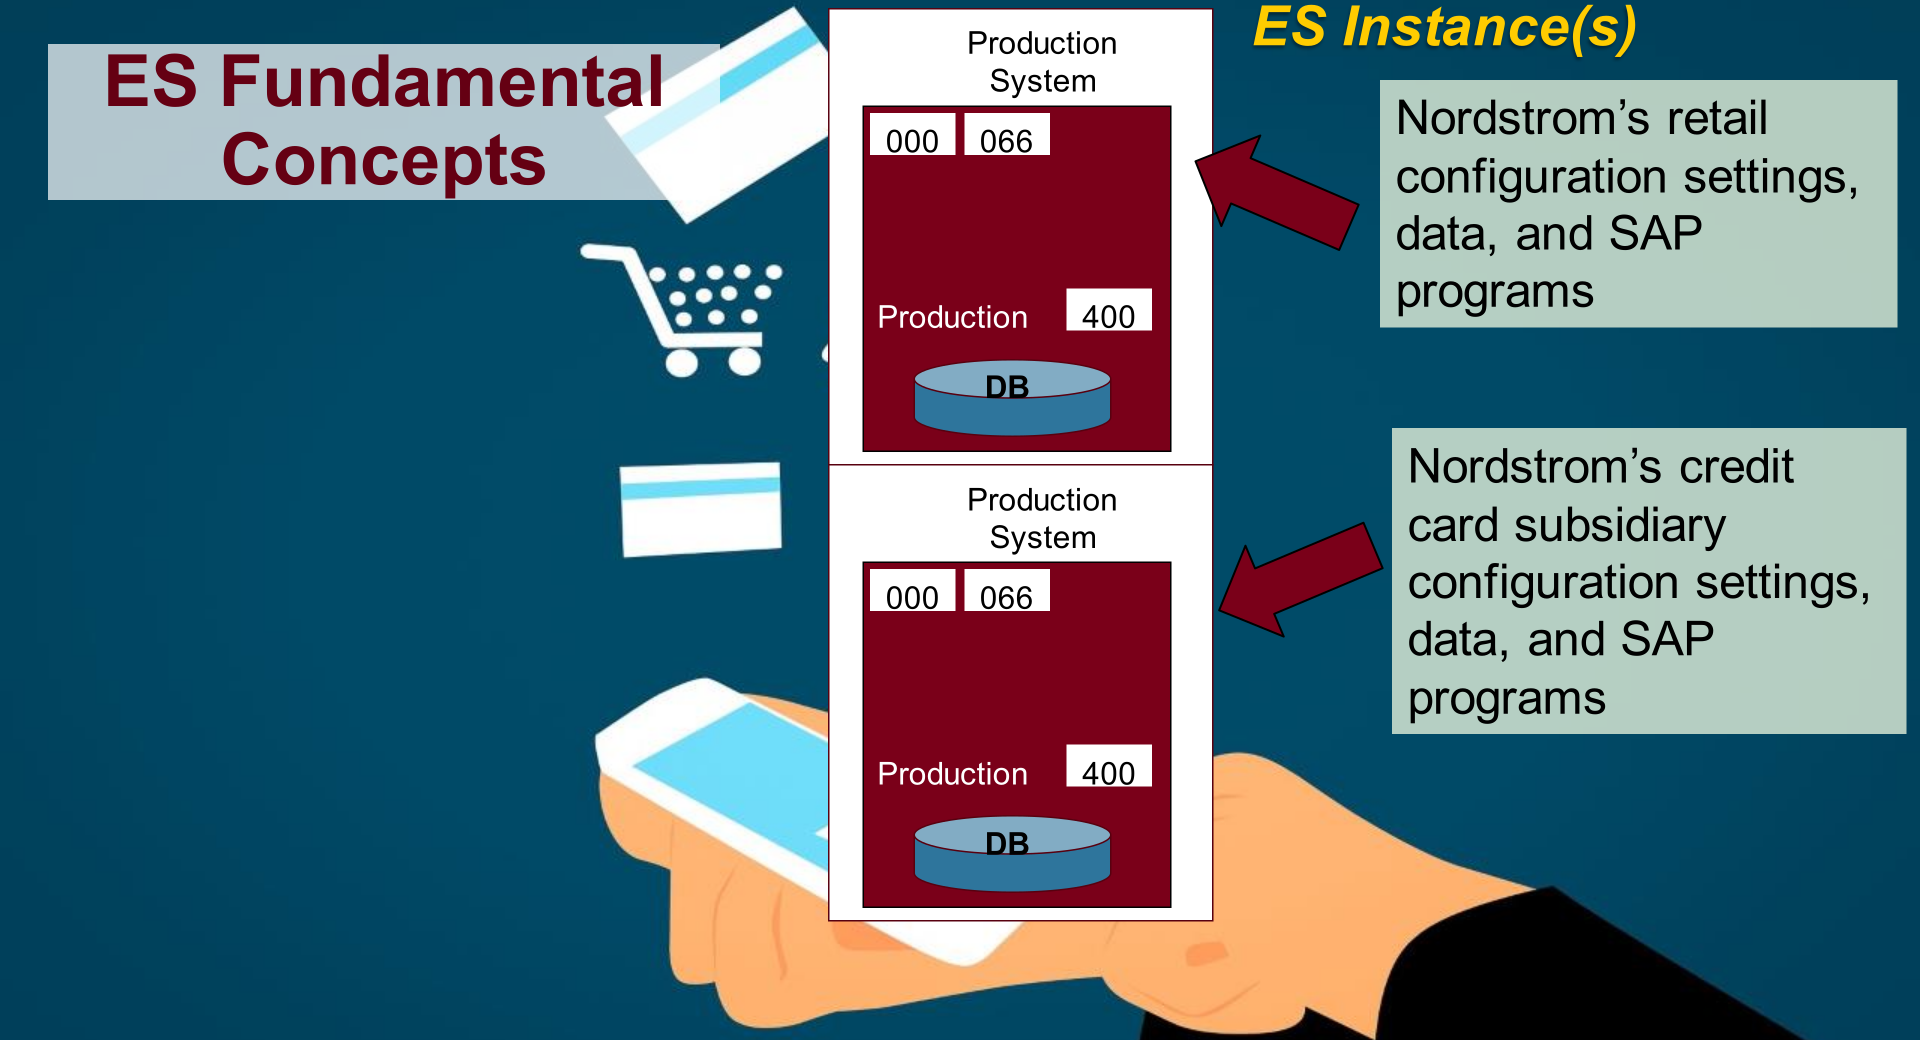 ES Fundamental
Concepts
ES Instance(s)
Production
System
000 066
Production 400
DB
Nordstrom’s retail
configuration settings,
data, and SAP
programs
Production
System
000 066
Production 400
DB
Nordstrom’s credit
card subsidiary
configuration settings,
data, and SAP
programs